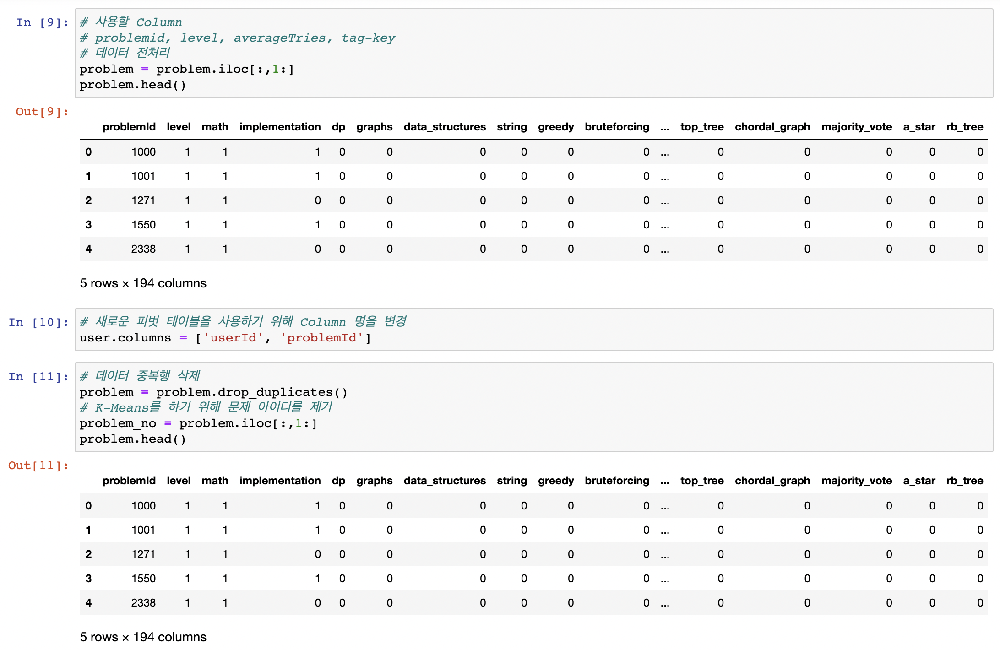 In [9]:
# 사용할 Column
# problemid, level, averageTries, tag-key
# 데이터 전처리
problem = problem.iloc[:,1:]
problem.head()
Out[9]:
problemId level math implementation dp graphs data_structures string greedy bruteforcing ... top_tree chordal_graph majority_vote a_star rb_tree
0 1000 1 1 1 0 0 0 0 0 0 ... 0 0 0 0 0
1 1001 1 1 1 0 0 0 0 0 0 ... 0 0 0 0 0
2 1271 1 1 0 0 0 0 0 0 0 ... 0 0 0 0 0
3 1550 1 1 1 0 0 0 0 0 0 ... 0 0 0 0 0
4 2338 1 1 0 0 0 0 0 0 0 ... 0 0 0 0 0
5 rows × 194 columns
In [10]:
# 새로운 피벗 테이블을 사용하기 위해 Column 명을 변경
user.columns = ['userId', 'problemId']
In [11]:
# 데이터 중복행 삭제
problem = problem.drop_duplicates()
# K-Means를 하기 위해 문제 아이디를 제거
problem_no = problem.iloc[:,1:]
problem.head()
Out[11]:
problemId level math implementation dp graphs data_structures string greedy bruteforcing ... top_tree chordal_graph majority_vote a_star rb_tree
0 1000 1 1 1 0 0 0 0 0 0 ... 0 0 0 0 0
1 1001 1 1 1 0 0 0 0 0 0 ... 0 0 0 0 0
2 1271 1 1 0 0 0 0 0 0 0 ... 0 0 0 0 0
3 1550 1 1 1 0 0 0 0 0 0 ... 0 0 0 0 0
4 2338 1 1 0 0 0 0 0 0 0 ... 0 0 0 0 0
5 rows × 194 columns